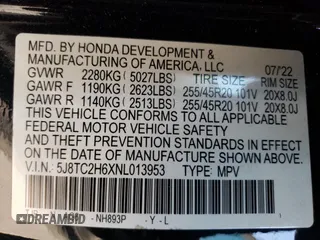 MFD. BY HONDA DEVELOPMENT &
MANUFACTURING OF AMERICA, LLC 07/22
GVWR 2280KG (5027LBS) TIRE SIZE RIM SIZE
GAWR F 1190KG (2623LBS) 255/45R20 101V 20X8.0J
GAWR R 1140KG (2513LBS) 255/45R20 101V 20X8.0J
THIS VEHICLE CONFORMS TO ALL APPLICABLE
FEDERAL MOTOR VEHICLE SAFETY AND THEFT
PREVENTION STANDARDS IN EFFECT ON THE
DATE OF MANUFACTURE SHOWN ABOVE.
V.I.N.: 5J8TC2H6XNL013953 TYPE: MPV
NH893P -Y-L
DREAMBID